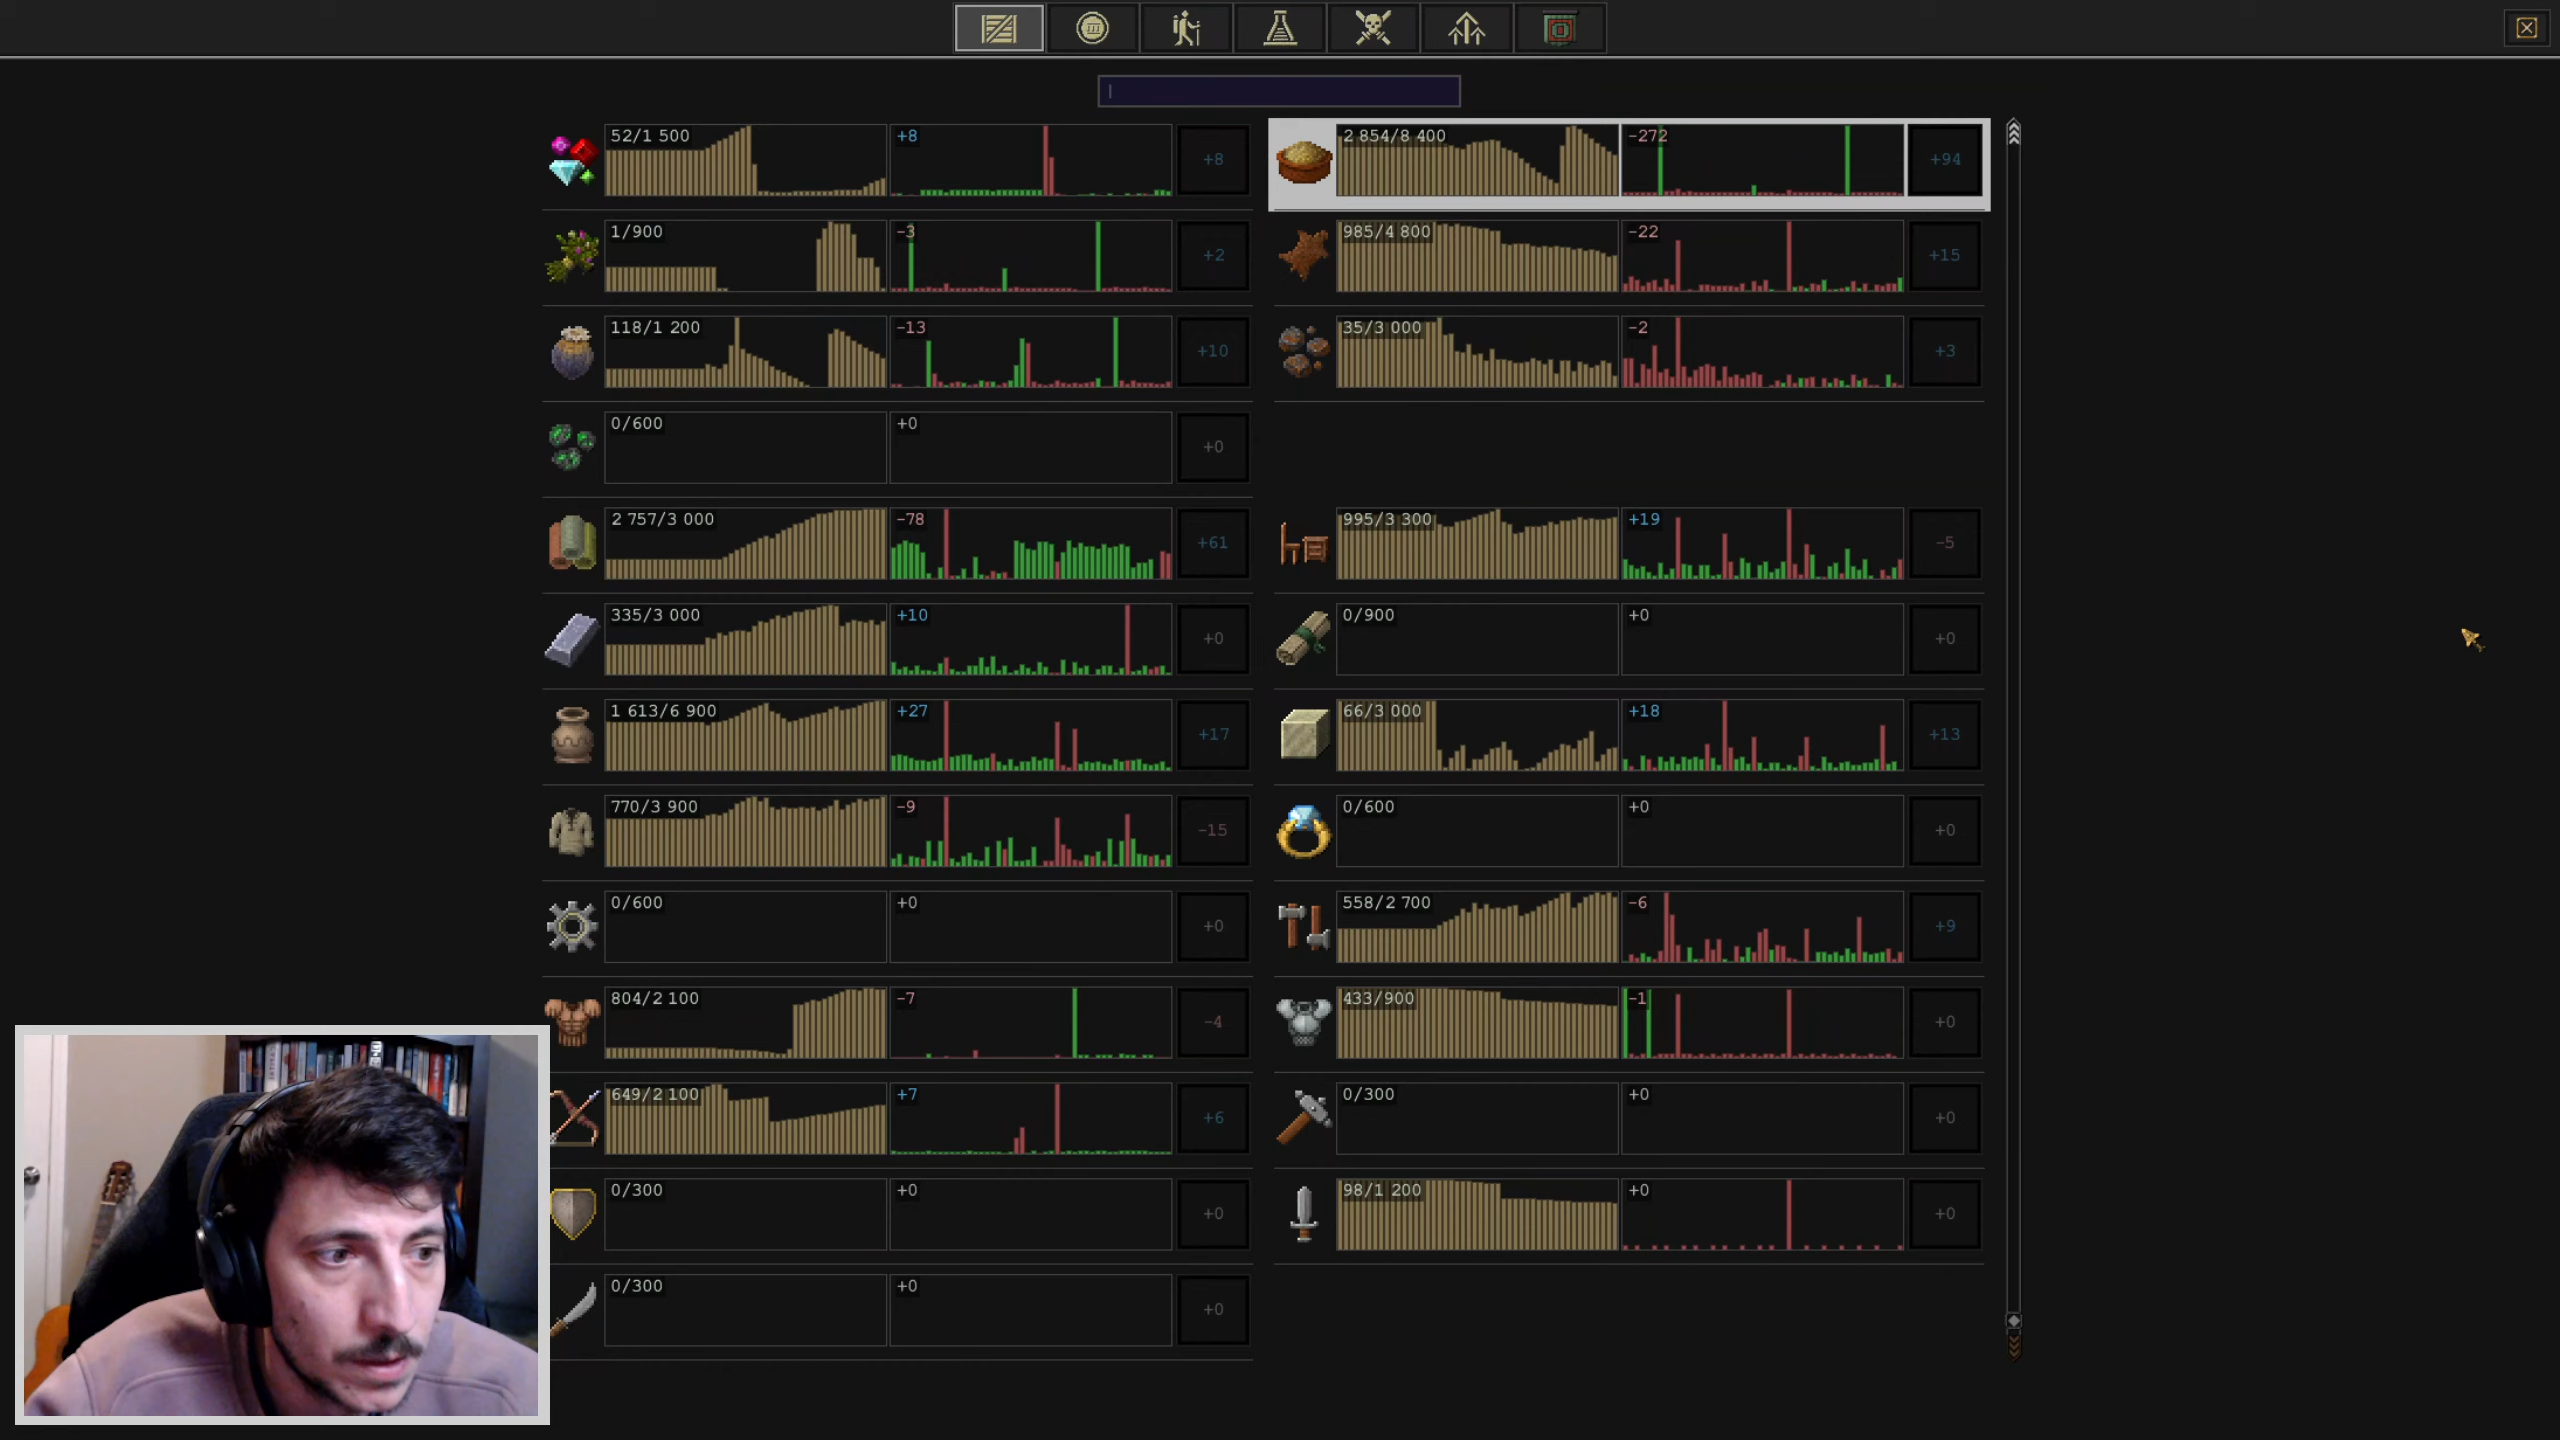 52/1 500 +8 +8
2 854/8 400 -272 +94
1/900 -3 +2
985/4 800 -22 +15
118/1 200 -13 +10
35/3 000 -2 +3
0/600 +0 +0
2 757/3 000 -78 +61
995/3 300 +19 -5
335/3 000 +10 +0
0/900 +0 +0
1 613/6 900 +27 +17
66/3 000 +18 +13
770/3 900 -9 -15
0/600 +0 +0
0/600 +0 +0
558/2 700 -6 +9
804/2 100 -7 -4
433/900 -1 +0
649/2 100 +7 +6
0/300 +0 +0
0/300 +0 +0
98/1 200 +0 +0
0/300 +0 +0